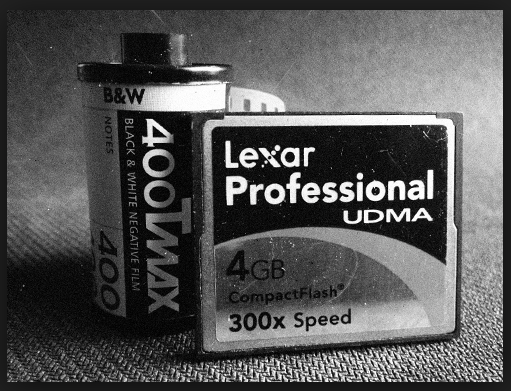 B&W
NOTES
400
BLACK & WHITE NEGATIVE FILM
400TMAX
Lexar
Professional
UDMA
4GB
CompactFlash®
300x Speed